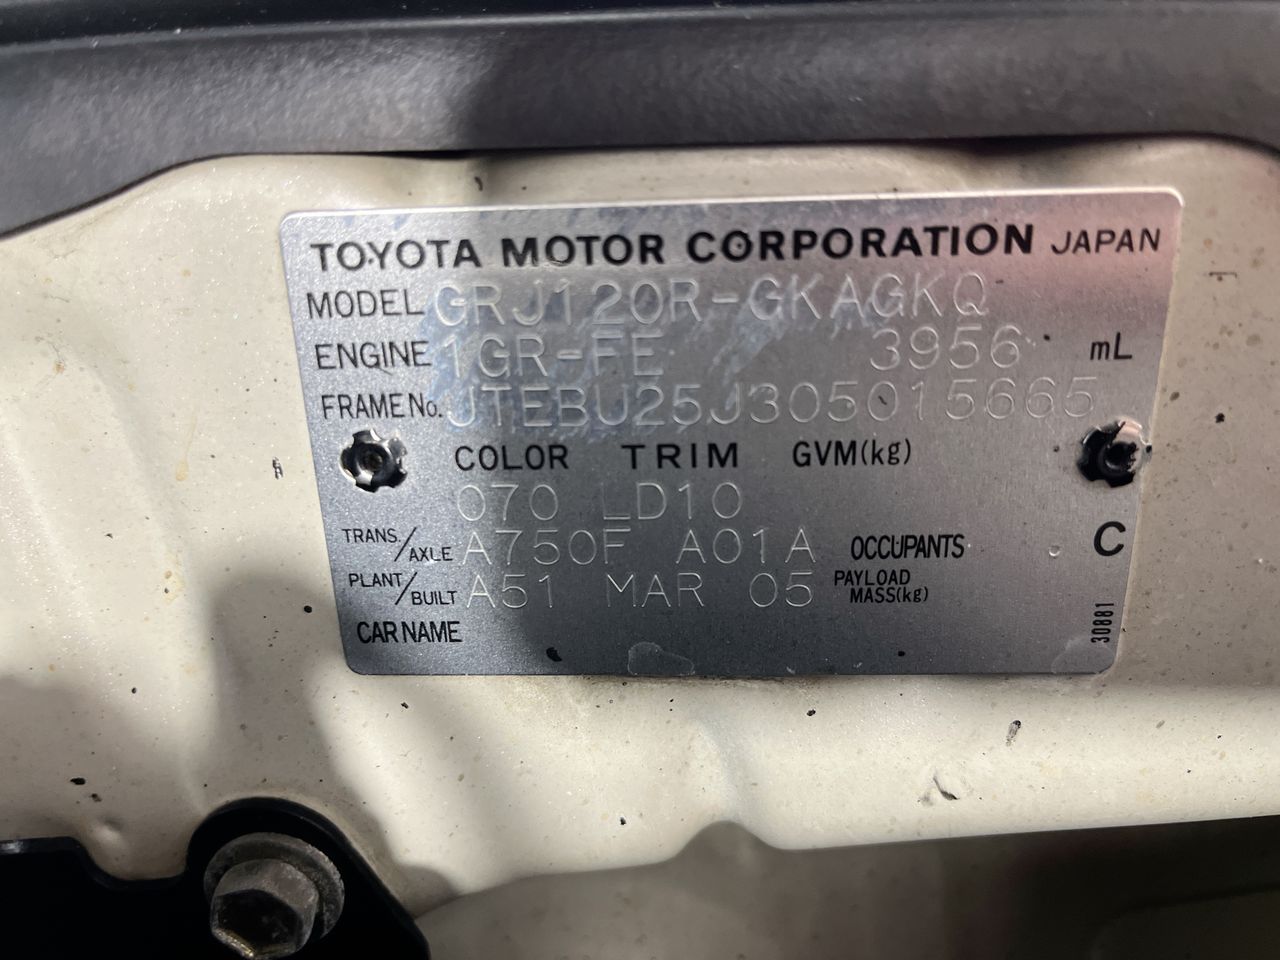 TOYOTA MOTOR CORPORATION JAPAN
MODEL GRJ120R-GKAGKQ
ENGINE 1GR-FE 3956 mL
FRAME No. JTEBU25J305015665
COLOR TRIM GVM(kg)
070 LD10
TRANS./AXLE A750F A01A OCCUPANTS C
PLANT/BUILT A51 MAR 05 PAYLOAD MASS(kg)
CAR NAME
30881